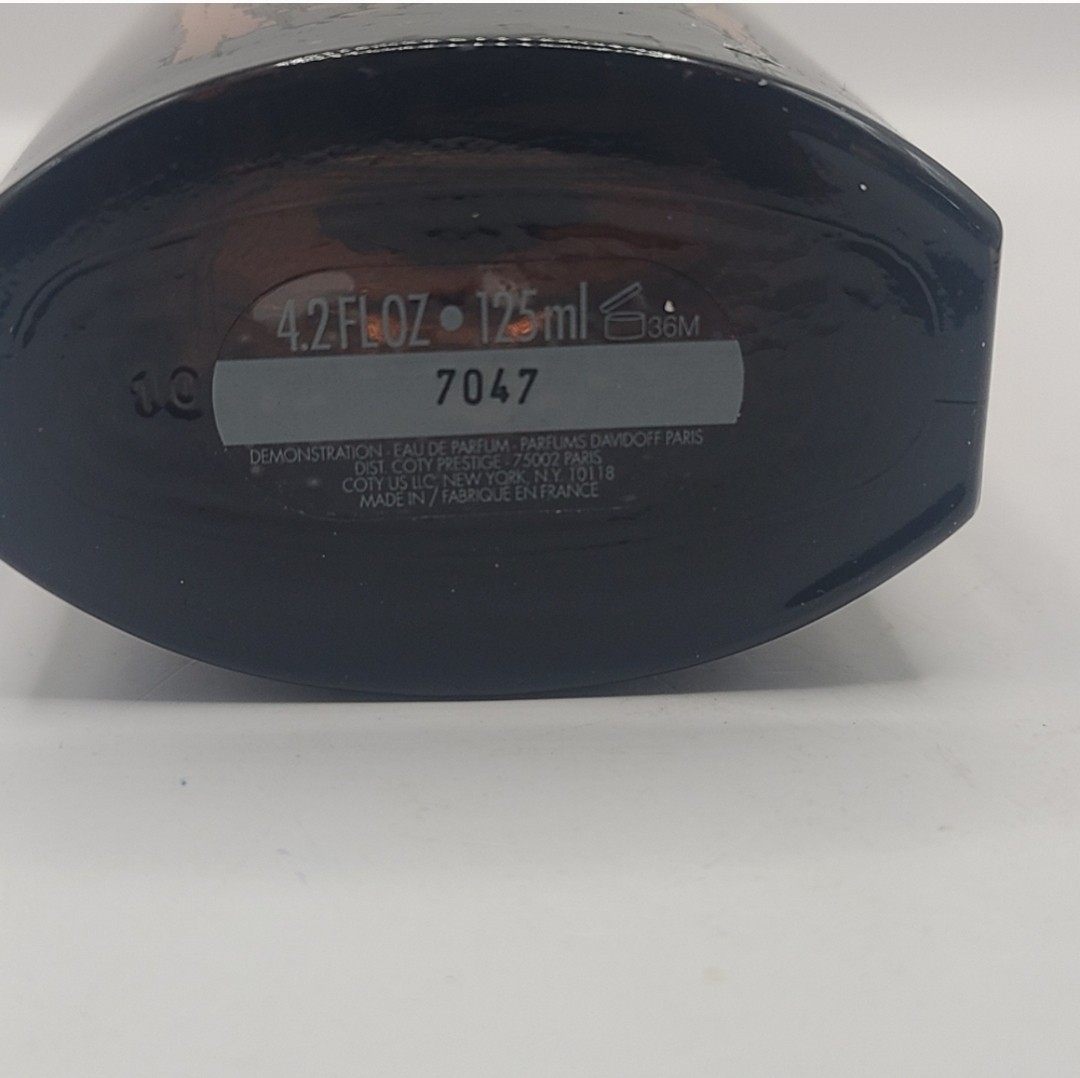 4.2 FL OZ • 125 ml 36M
7047
10
DEMONSTRATION · EAU DE PARFUM · PARFUMS DAVIDOFF PARIS
DIST. COTY PRESTIGE · 75002 PARIS
COTY US LLC, NEW YORK, N.Y. 10118
MADE IN / FABRIQUÉ EN FRANCE